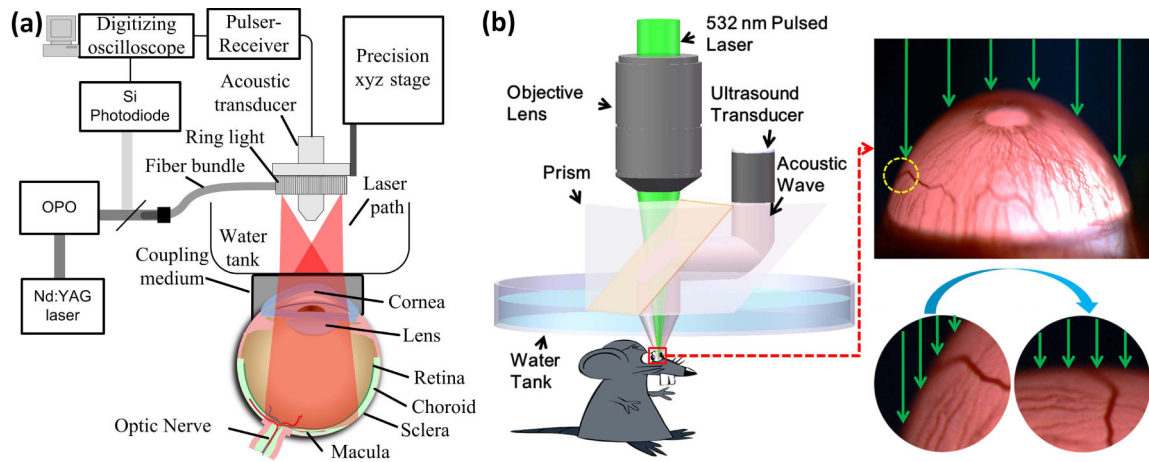 (a)
Digitizing
oscilloscope
Pulser-
Receiver
Precision
xyz stage
Si
Photodiode
Acoustic
transducer
Ring light
Fiber bundle
OPO
Laser
path
Water
tank
Coupling
medium
Nd:YAG
laser
Cornea
Lens
Retina
Choroid
Sclera
Optic Nerve
Macula
(b)
532 nm Pulsed
Laser
Objective
Lens
Ultrasound
Transducer
Prism
Acoustic
Wave
Water
Tank